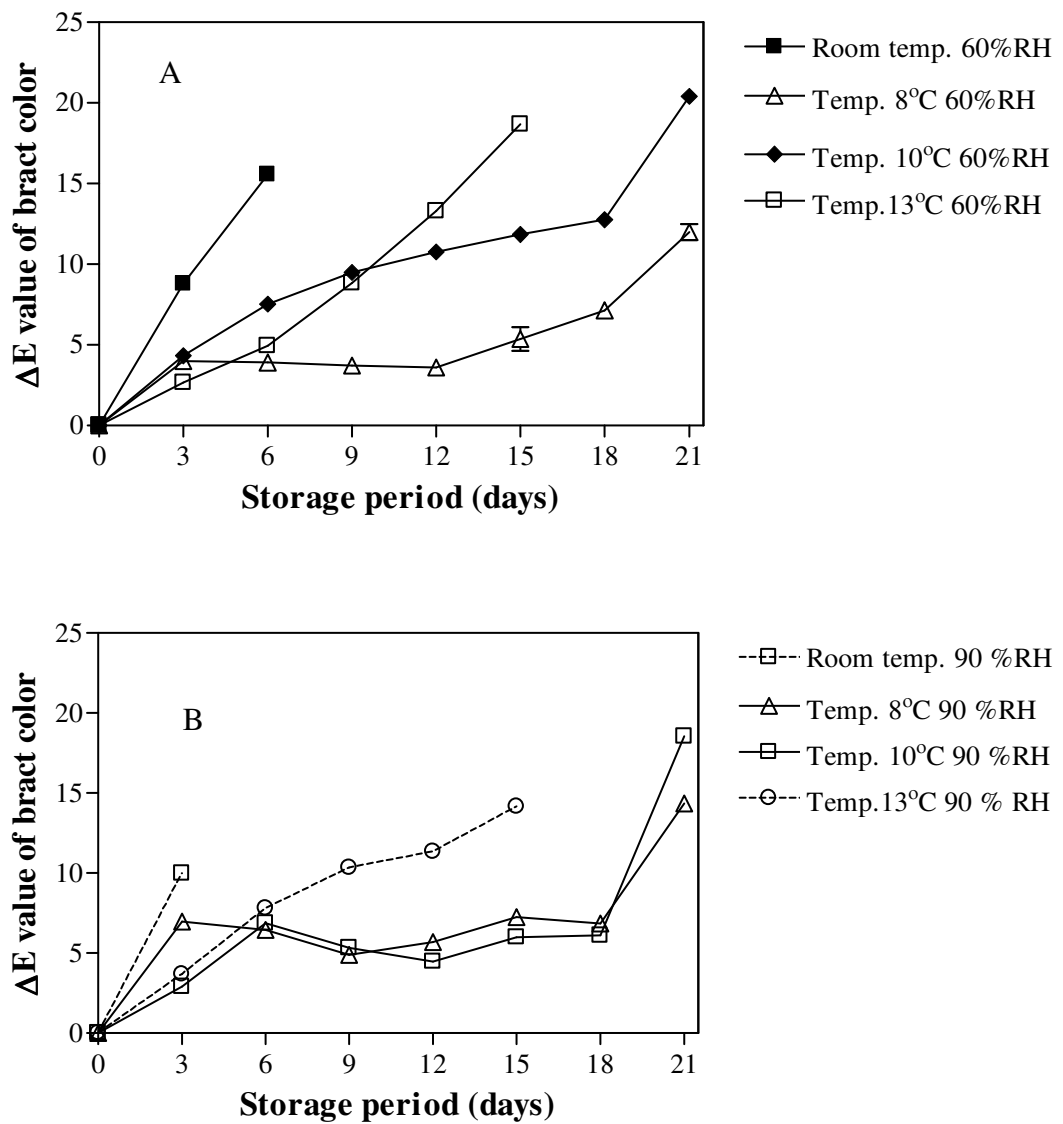 ΔE value of bract color
25
20
15
10
5
0
A
0 3 6 9 12 15 18 21
Storage period (days)
Room temp. 60%RH
Temp. 8°C 60%RH
Temp. 10°C 60%RH
Temp.13°C 60%RH
ΔE value of bract color
25
20
15
10
5
0
B
0 3 6 9 12 15 18 21
Storage period (days)
Room temp. 90 %RH
Temp. 8°C 90 %RH
Temp. 10°C 90 %RH
Temp.13°C 90 % RH